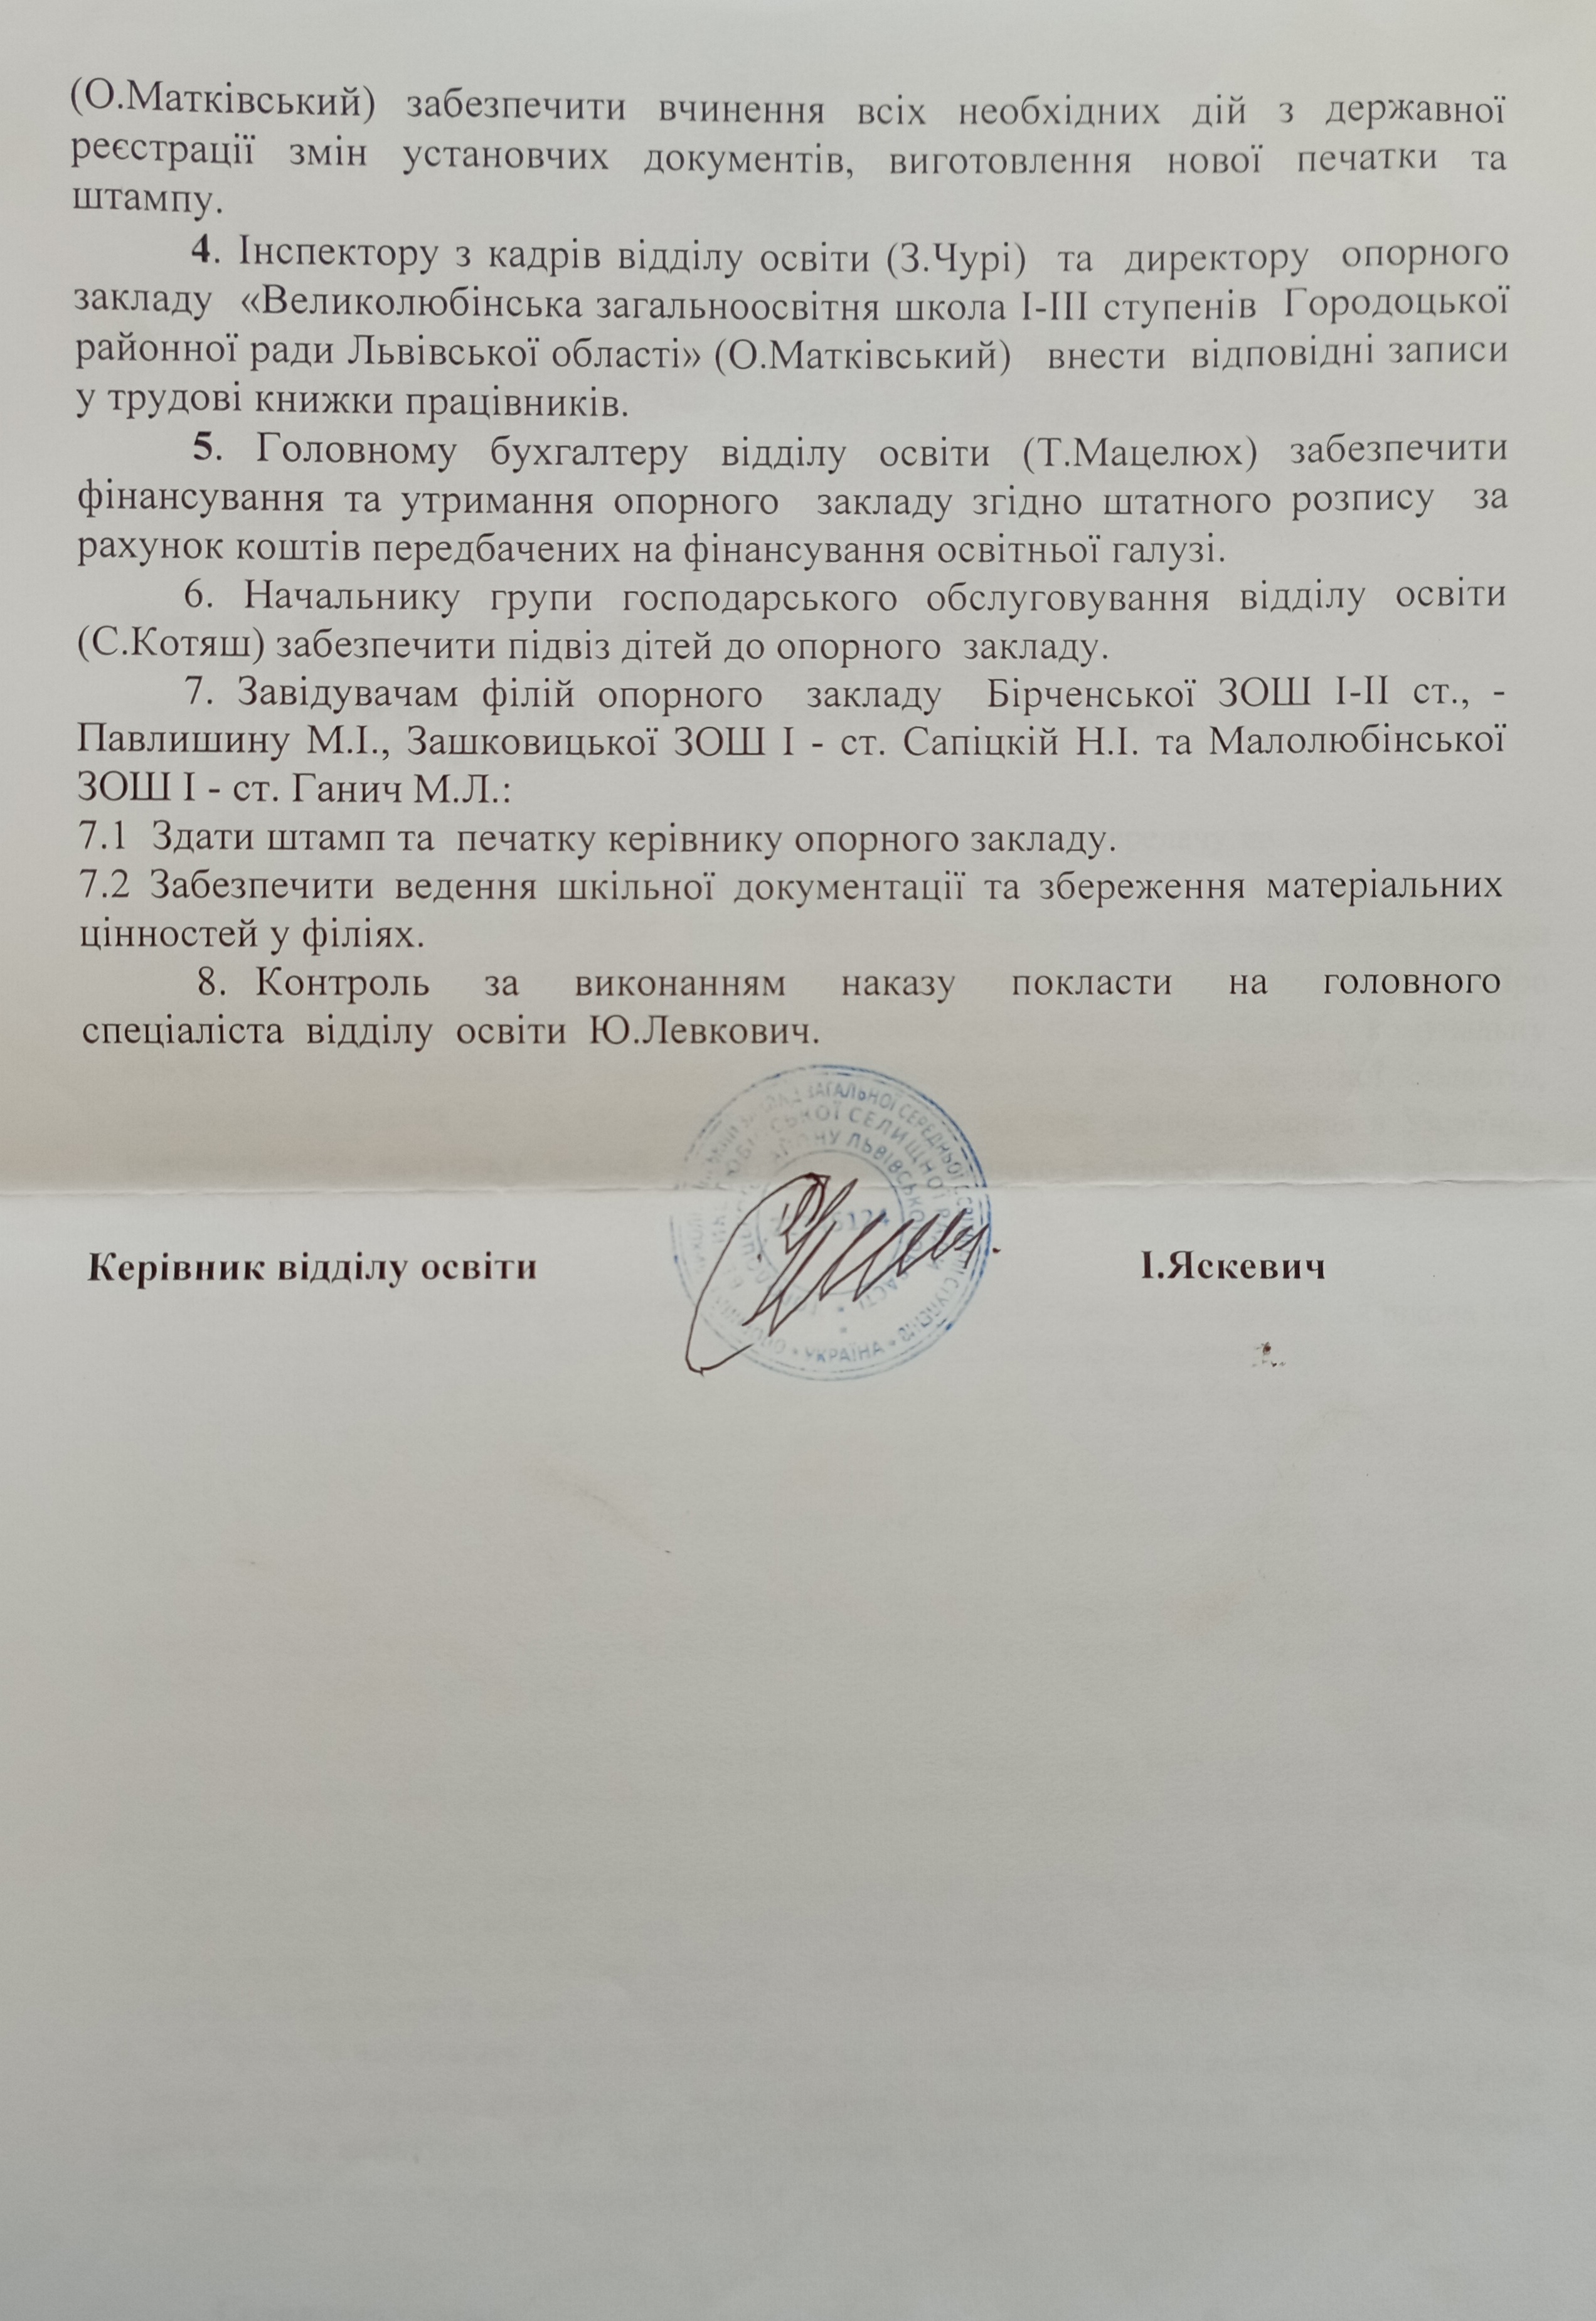 (О.Матківський) забезпечити вчинення всіх необхідних дій з державної
реєстрації змін установчих документів, виготовлення нової печатки та
штампу.
4. Інспектору з кадрів відділу освіти (З.Чурі) та директору опорного
закладу «Великолюбінська загальноосвітня школа І-ІІІ ступенів Городоцької
районної ради Львівської області» (О.Матківський) внести відповідні записи
у трудові книжки працівників.
5. Головному бухгалтеру відділу освіти (Т.Мацелюх) забезпечити
фінансування та утримання опорного закладу згідно штатного розпису за
рахунок коштів передбачених на фінансування освітньої галузі.
6. Начальнику групи господарського обслуговування відділу освіти
(С.Котяш) забезпечити підвіз дітей до опорного закладу.
7. Завідувачам філій опорного закладу Бірченської ЗОШ І-ІІ ст., -
Павлишину М.І., Зашковицької ЗОШ І - ст. Сапіцкій Н.І. та Малолюбінської
ЗОШ І - ст. Ганич М.Л.:
7.1 Здати штамп та печатку керівнику опорного закладу.
7.2 Забезпечити ведення шкільної документації та збереження матеріальних
цінностей у філіях.
8. Контроль за виконанням наказу покласти на головного
спеціаліста відділу освіти Ю.Левкович.
ЗАГАЛЬНОЇ СЕРЕДНЬОЇ
СЕЛИЩНОЇ
УКРАЇНА
Керівник відділу освіти І.Яскевич